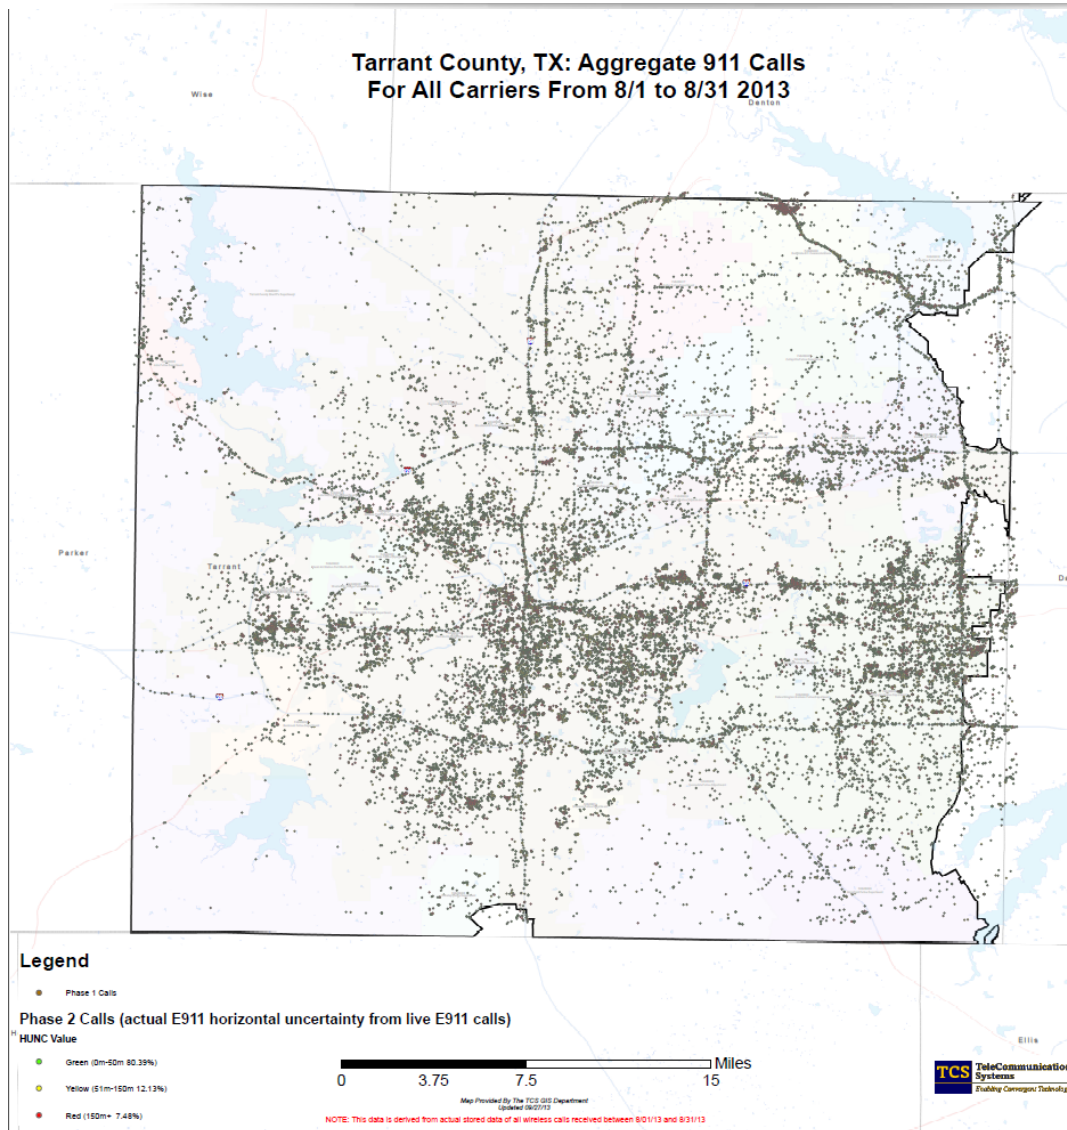 Tarrant County, TX: Aggregate 911 Calls
For All Carriers From 8/1 to 8/31 2013
Wise
Denton
Parker
Tarrant
Legend
Phase 1 Calls
Phase 2 Calls (actual E911 horizontal uncertainty from live E911 calls)
HUNC Value
Green (0m-50m 80.39%)
Yellow (51m-150m 12.13%)
Red (150m+ 7.48%)
Miles
0 3.75 7.5 15
Map Provided By The TCS GIS Department
Updated 09/27/13
NOTE: This data is derived from actual stored data of all wireless calls received between 8/01/13 and 8/31/13
Ellis
TCS TeleCommunication
Systems
Enabling Convergent